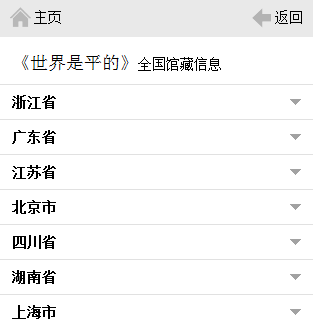 主页 返回
《世界是平的》全国馆藏信息
浙江省
广东省
江苏省
北京市
四川省
湖南省
上海市